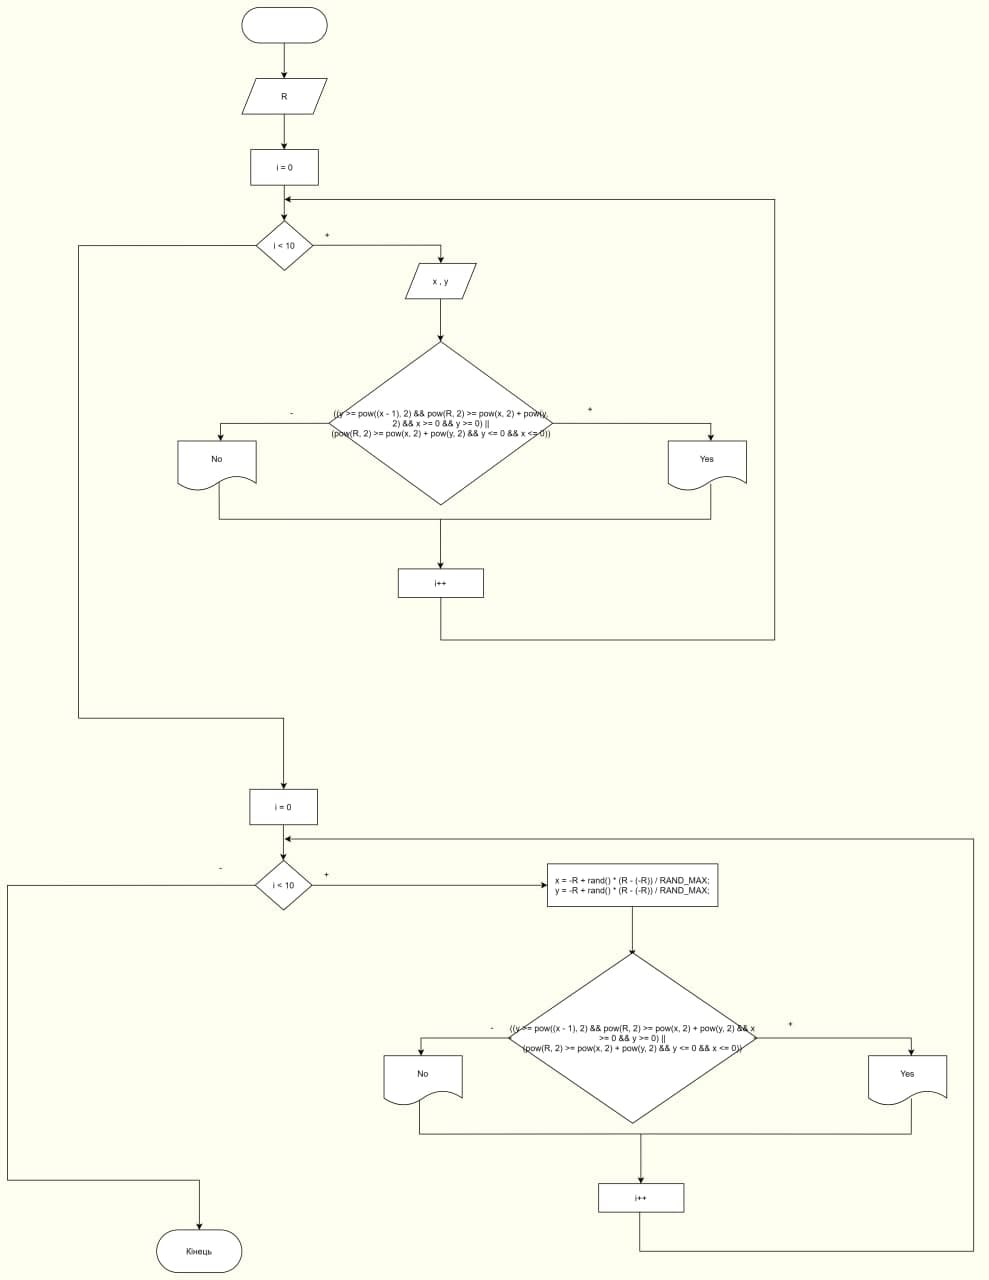 R
i = 0
i < 10
+
x , y
((y >= pow((x - 1), 2) && pow(R, 2) >= pow(x, 2) + pow(y,
2) && x >= 0 && y >= 0) ||
(pow(R, 2) >= pow(x, 2) + pow(y, 2) && y <= 0 && x <= 0))
-
+
No
Yes
i++
i = 0
-
i < 10
+
x = -R + rand() * (R - (-R)) / RAND_MAX;
y = -R + rand() * (R - (-R)) / RAND_MAX;
-
((y >= pow((x - 1), 2) && pow(R, 2) >= pow(x, 2) + pow(y, 2) && x
>= 0 && y >= 0) ||
(pow(R, 2) >= pow(x, 2) + pow(y, 2) && y <= 0 && x <= 0))
+
No
Yes
i++
Кінець